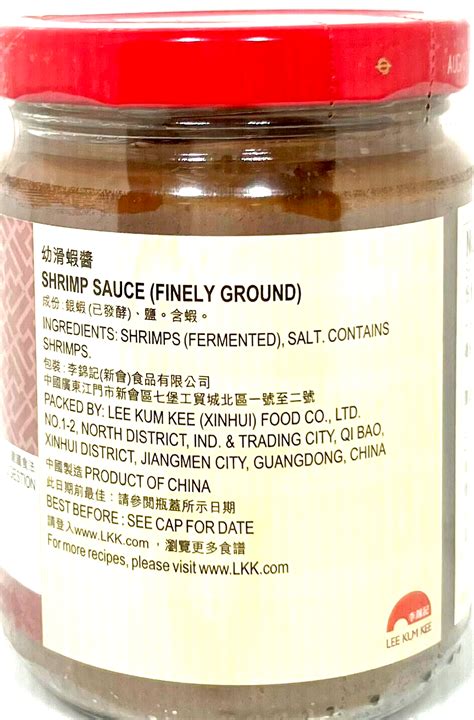 幼滑蝦醬
SHRIMP SAUCE (FINELY GROUND)
成份：銀蝦 (已發酵)、鹽。含蝦。
INGREDIENTS: SHRIMPS (FERMENTED), SALT. CONTAINS
SHRIMPS.
包裝：李錦記(新會)食品有限公司
中國廣東江門市新會區七堡工貿城北區一號至二號
PACKED BY: LEE KUM KEE (XINHUI) FOOD CO., LTD.
NO.1-2, NORTH DISTRICT, IND. & TRADING CITY, QI BAO,
XINHUI DISTRICT, JIANGMEN CITY, GUANGDONG, CHINA
中國製造 PRODUCT OF CHINA
此日期前最佳：請參閱瓶蓋所示日期
BEST BEFORE : SEE CAP FOR DATE
請登入www.LKK.com ，瀏覽更多食譜
For more recipes, please visit www.LKK.com
李錦記
LEE KUM KEE